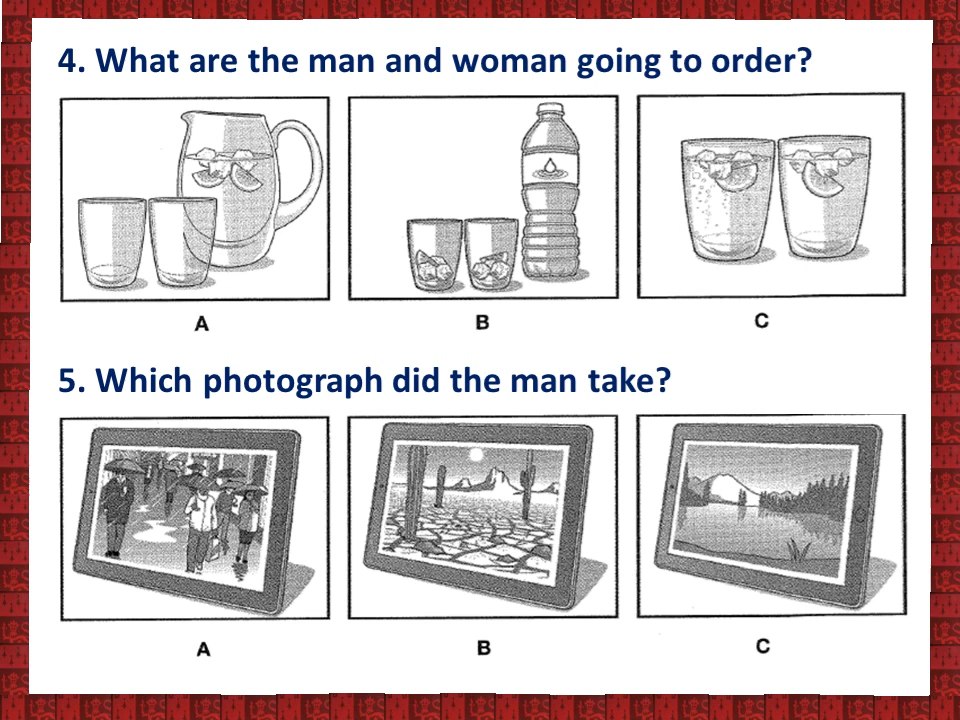 4. What are the man and woman going to order?
A B C
5. Which photograph did the man take?
A B C